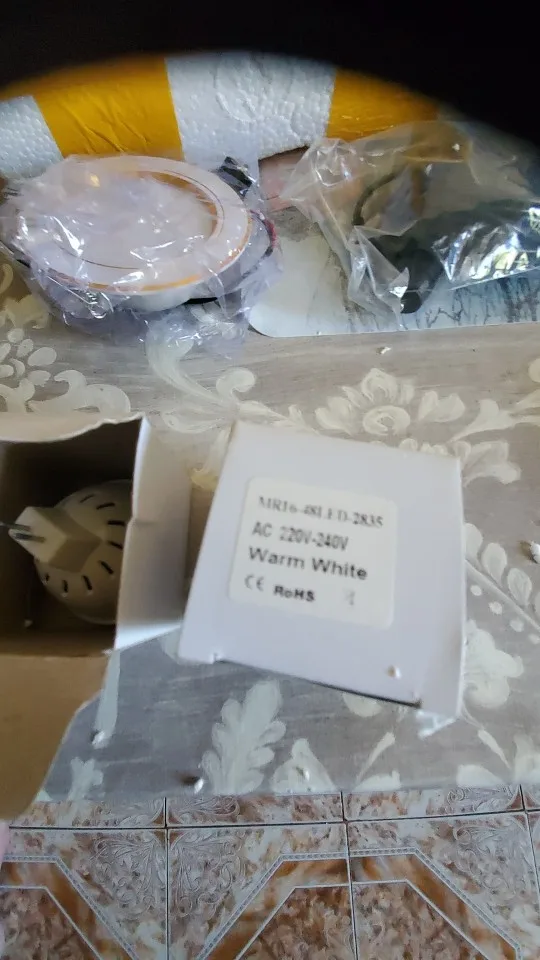 MR16-48LED-2835
AC 220V-240V
Warm White
CE RoHS